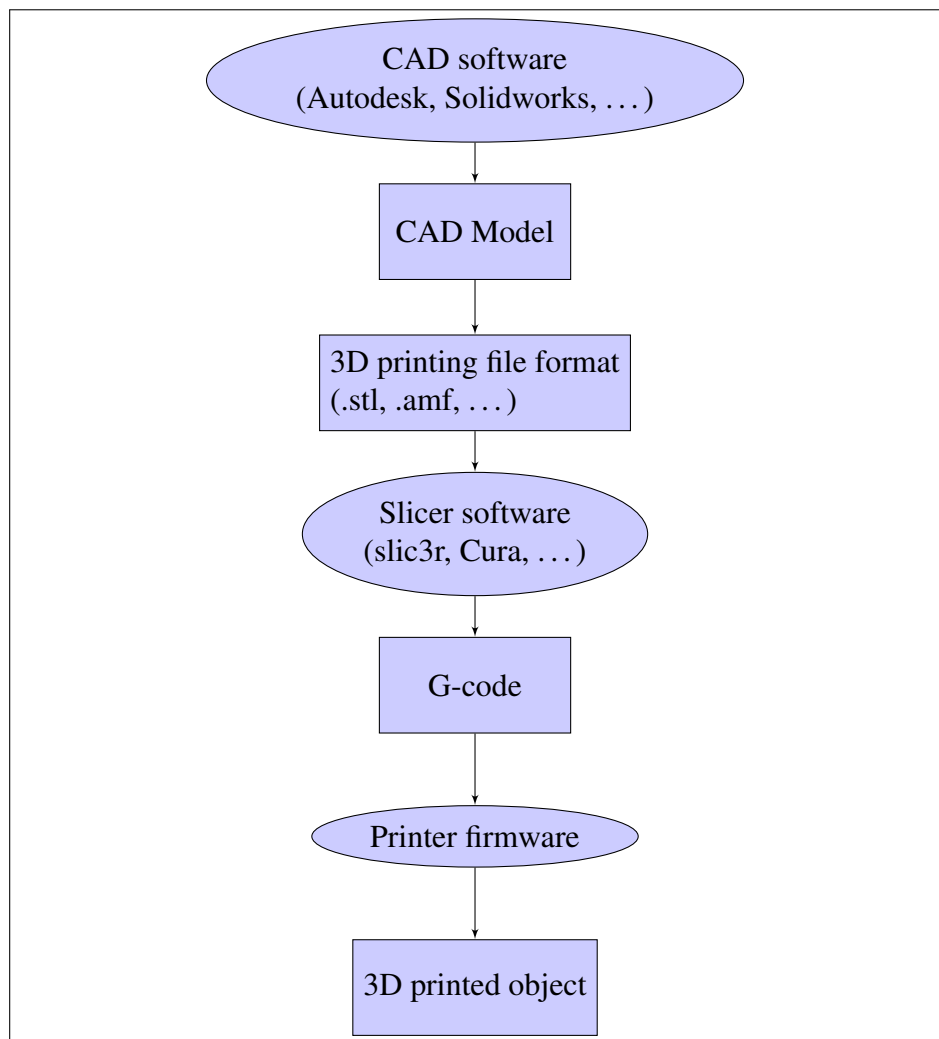 CAD software
(Autodesk, Solidworks, ...)
CAD Model
3D printing file format
(.stl, .amf, ...)
Slicer software
(slic3r, Cura, ...)
G-code
Printer firmware
3D printed object